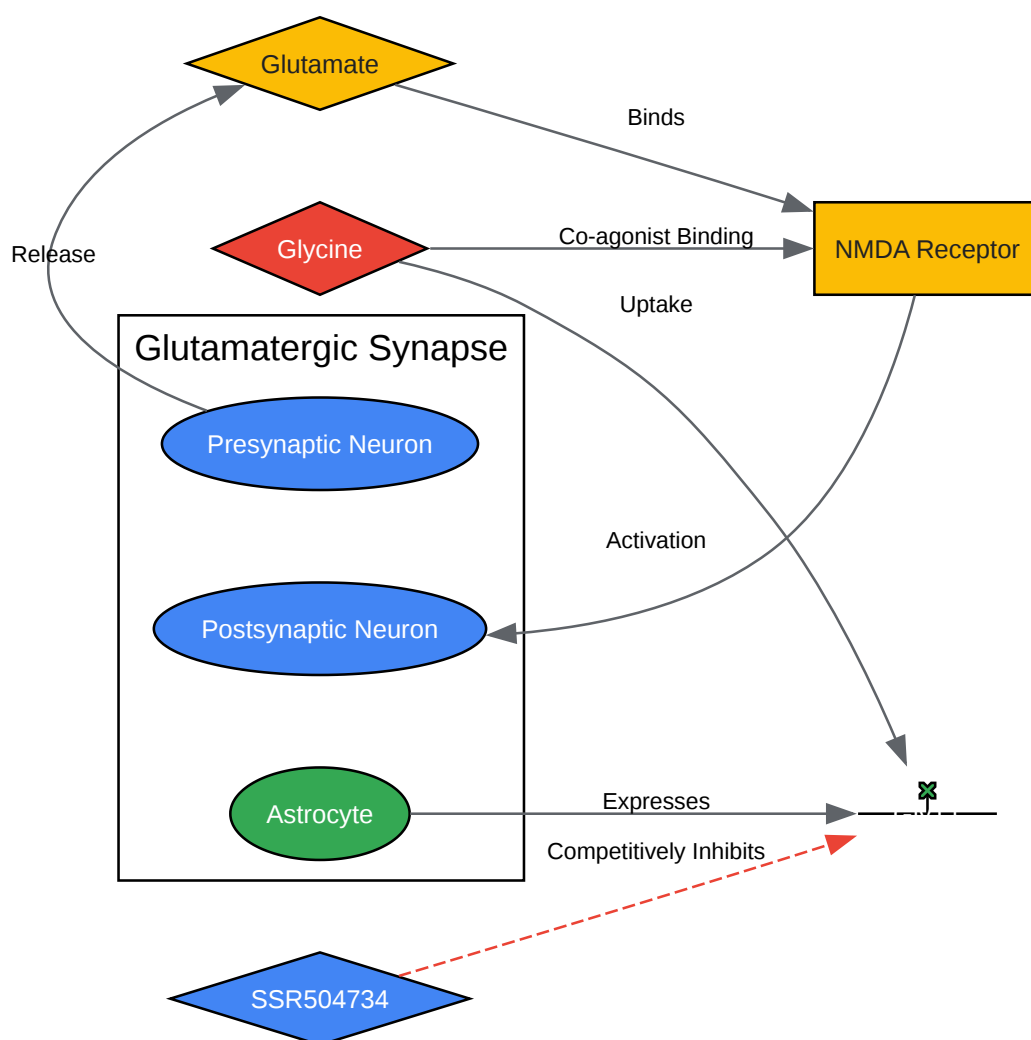 Glutamate
Binds
Release
Glycine
Co-agonist Binding
NMDA Receptor
Uptake
Glutamatergic Synapse
Presynaptic Neuron
Activation
Postsynaptic Neuron
Astrocyte
Expresses
Competitively Inhibits
SSR504734